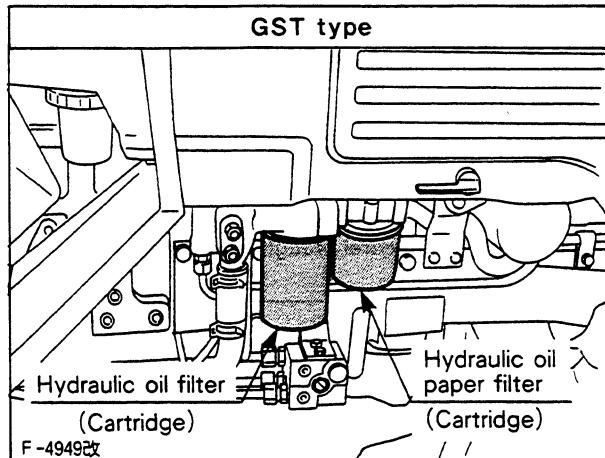 GST type
Hydraulic oil filter
(Cartridge)
Hydraulic oil
paper filter
(Cartridge)
F-4949改